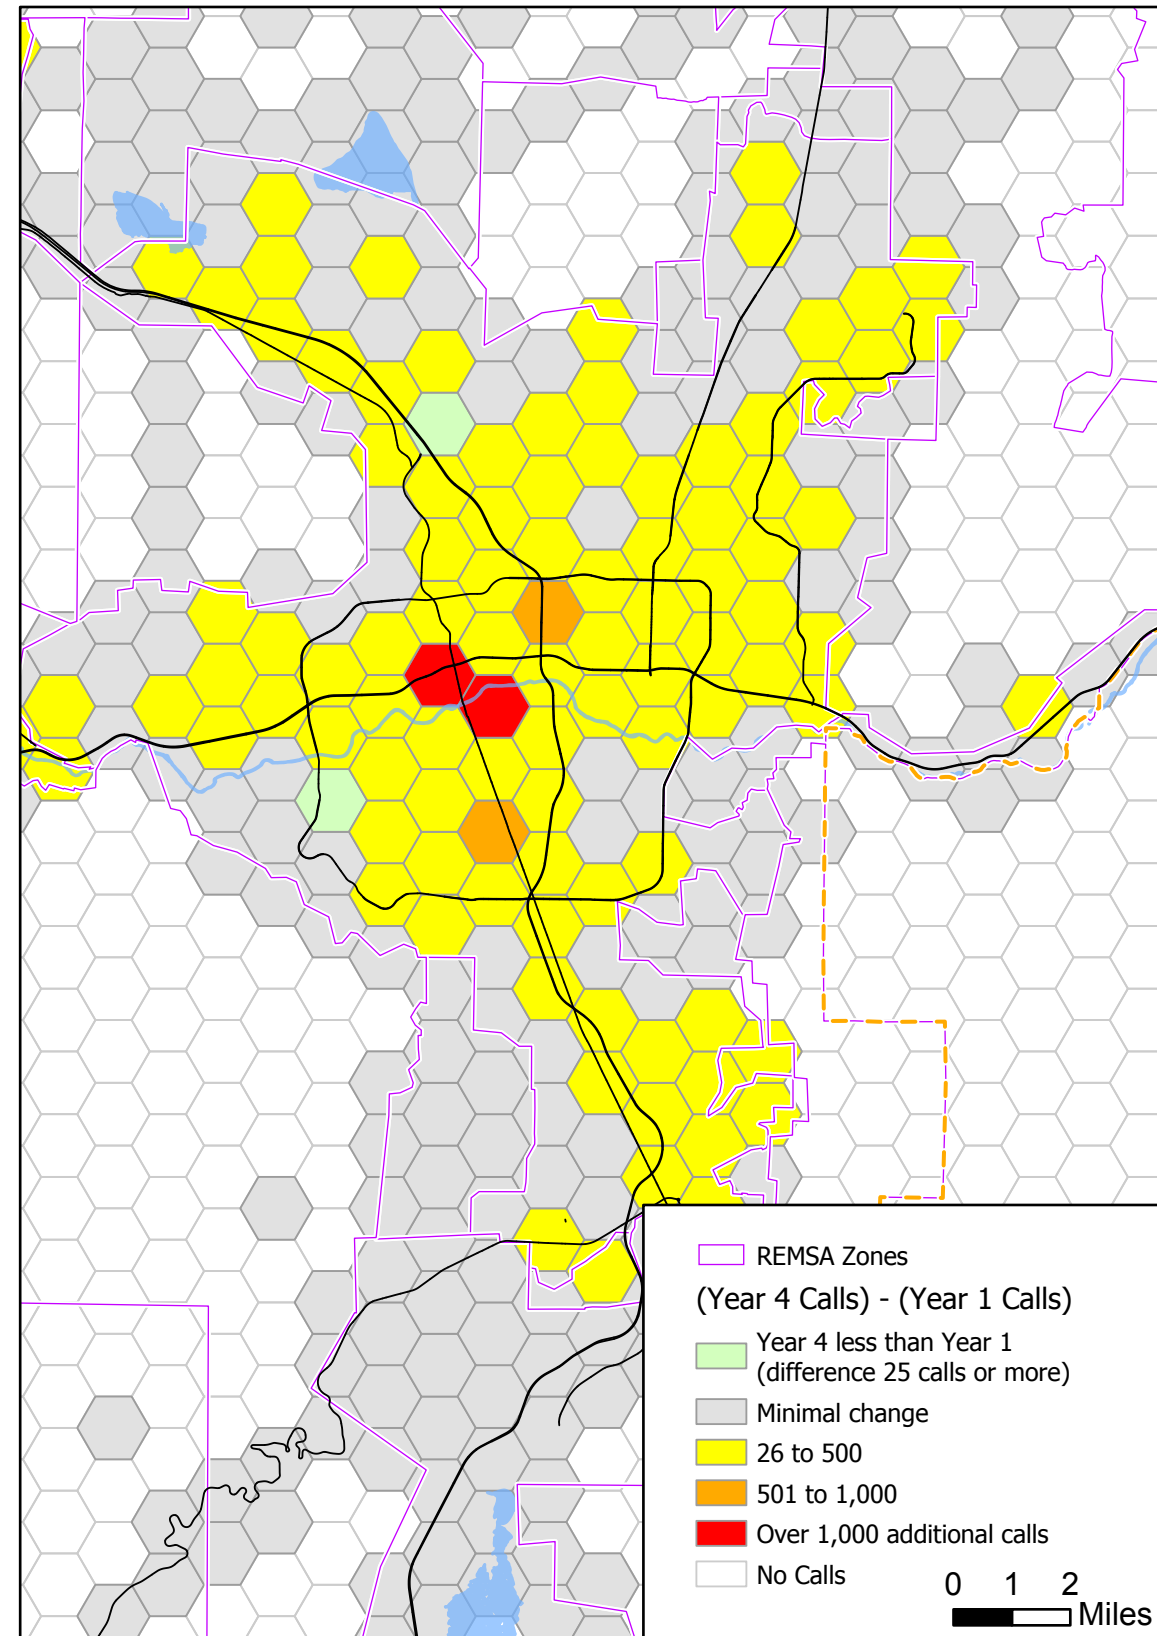 REMSA Zones
(Year 4 Calls) - (Year 1 Calls)
Year 4 less than Year 1
(difference 25 calls or more)
Minimal change
26 to 500
501 to 1,000
Over 1,000 additional calls
No Calls
0 1 2
Miles